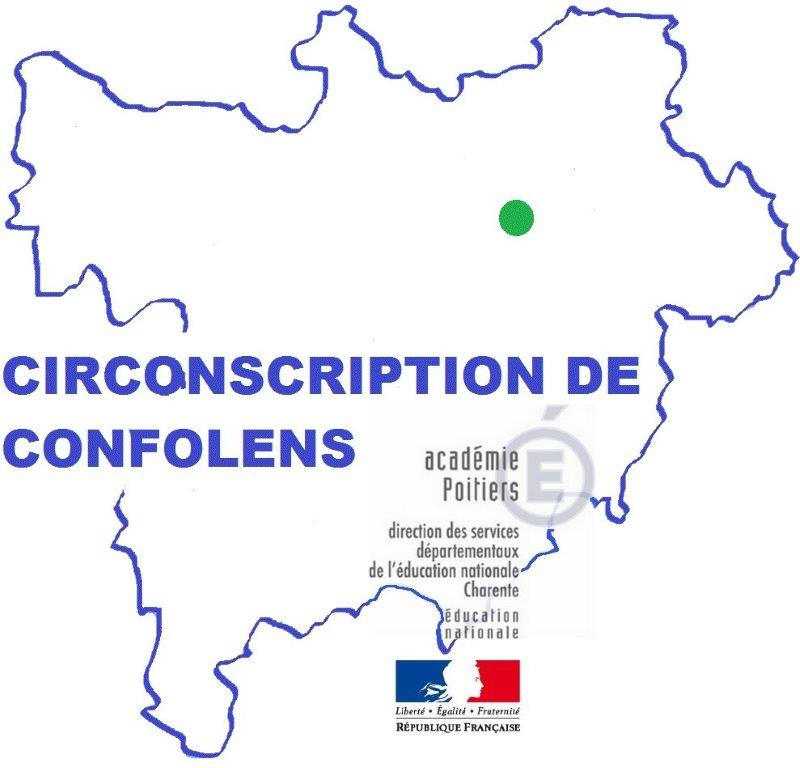 CIRCONSCRIPTION DE
CONFOLENS
académie
Poitiers
É
direction des services
départementaux
de l'éducation nationale
Charente
éducation
nationale
Liberté • Égalité • Fraternité
RÉPUBLIQUE FRANÇAISE